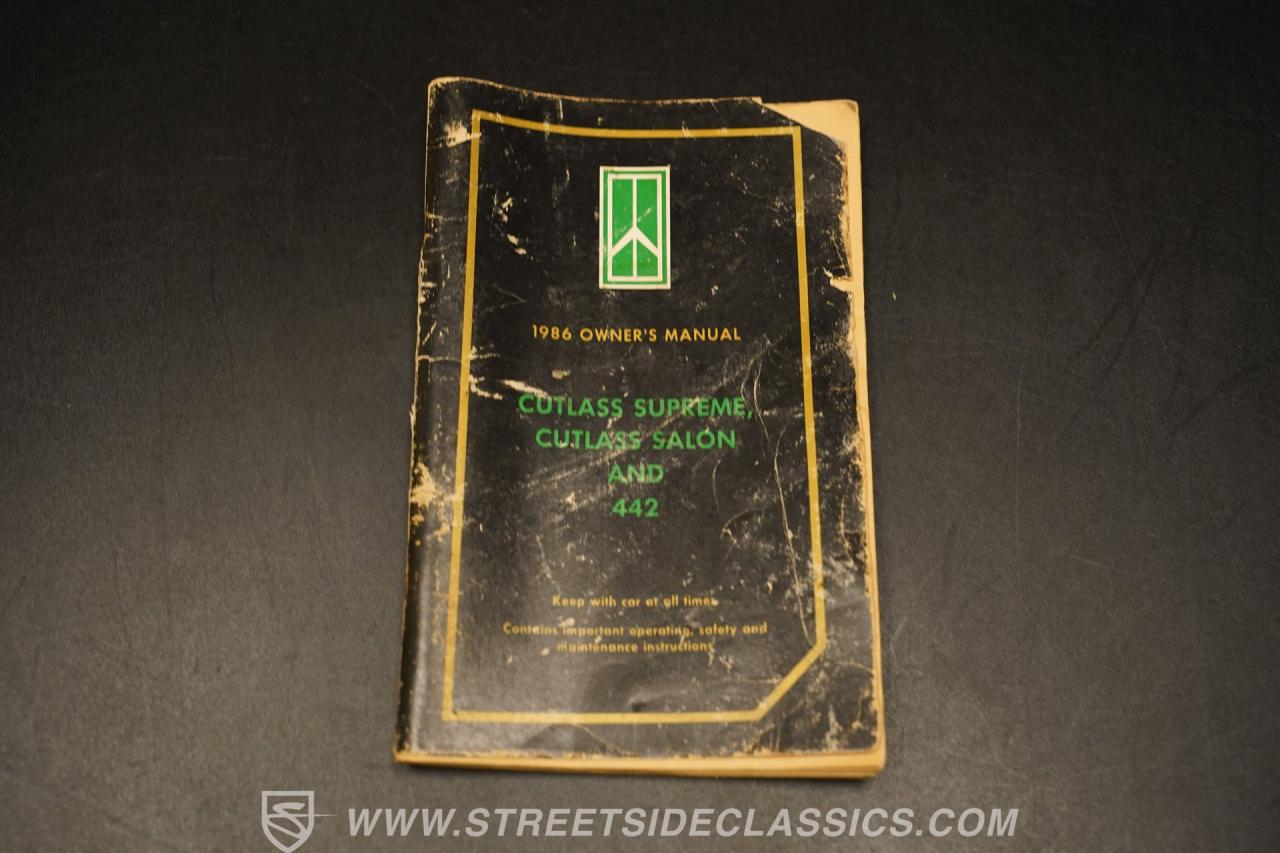 1986 OWNER'S MANUAL
CUTLASS SUPREME,
CUTLASS SALON
AND
442
Keep with car at all times
Contains important operating, safety and
maintenance instructions
WWW.STREETSIDECLASSICS.COM